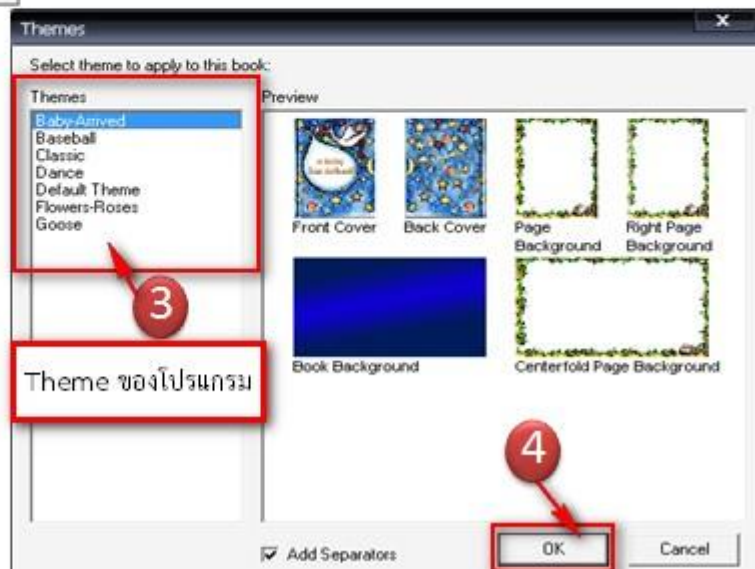 Themes
x
Select theme to apply to this book:
Themes
Preview
Baby-Arrived
Baseball
Classic
Dance
Default Theme
Flowers-Roses
Goose
Front Cover
Back Cover
Page Background
Right Page Background
3
Theme ของโปรแกรม
Book Background
Centerfold Page Background
4
Add Separators
OK
Cancel